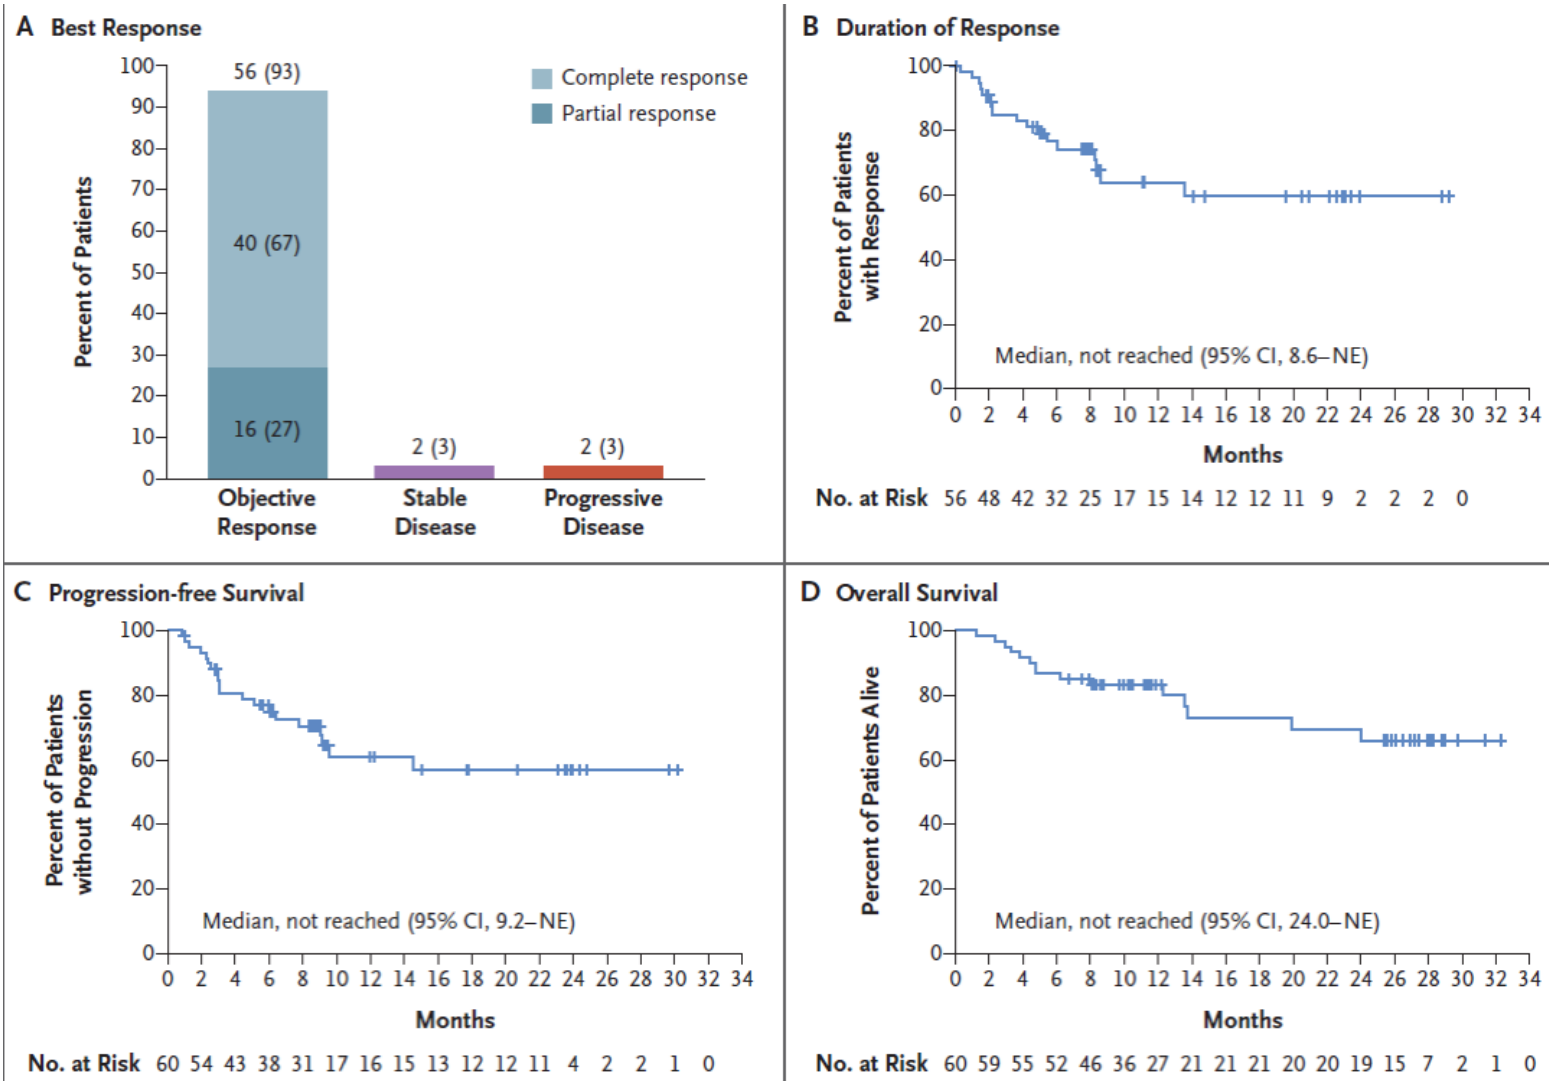 A Best Response
100
90
80
70
60
50
40
30
20
10
0
Percent of Patients
56 (93)
40 (67)
16 (27)
2 (3)
2 (3)
Complete response
Partial response
Objective Response
Stable Disease
Progressive Disease
B Duration of Response
100
80
60
40
20
0
Percent of Patients
with Response
Median, not reached (95% CI, 8.6–NE)
0 2 4 6 8 10 12 14 16 18 20 22 24 26 28 30 32 34
Months
No. at Risk 56 48 42 32 25 17 15 14 12 12 11 9 2 2 2 0
C Progression-free Survival
100
80
60
40
20
0
Percent of Patients
without Progression
Median, not reached (95% CI, 9.2–NE)
0 2 4 6 8 10 12 14 16 18 20 22 24 26 28 30 32 34
Months
No. at Risk 60 54 43 38 31 17 16 15 13 12 12 11 4 2 2 1 0
D Overall Survival
100
80
60
40
20
0
Percent of Patients Alive
Median, not reached (95% CI, 24.0–NE)
0 2 4 6 8 10 12 14 16 18 20 22 24 26 28 30 32 34
Months
No. at Risk 60 59 55 52 46 36 27 21 21 21 20 20 19 15 7 2 1 0